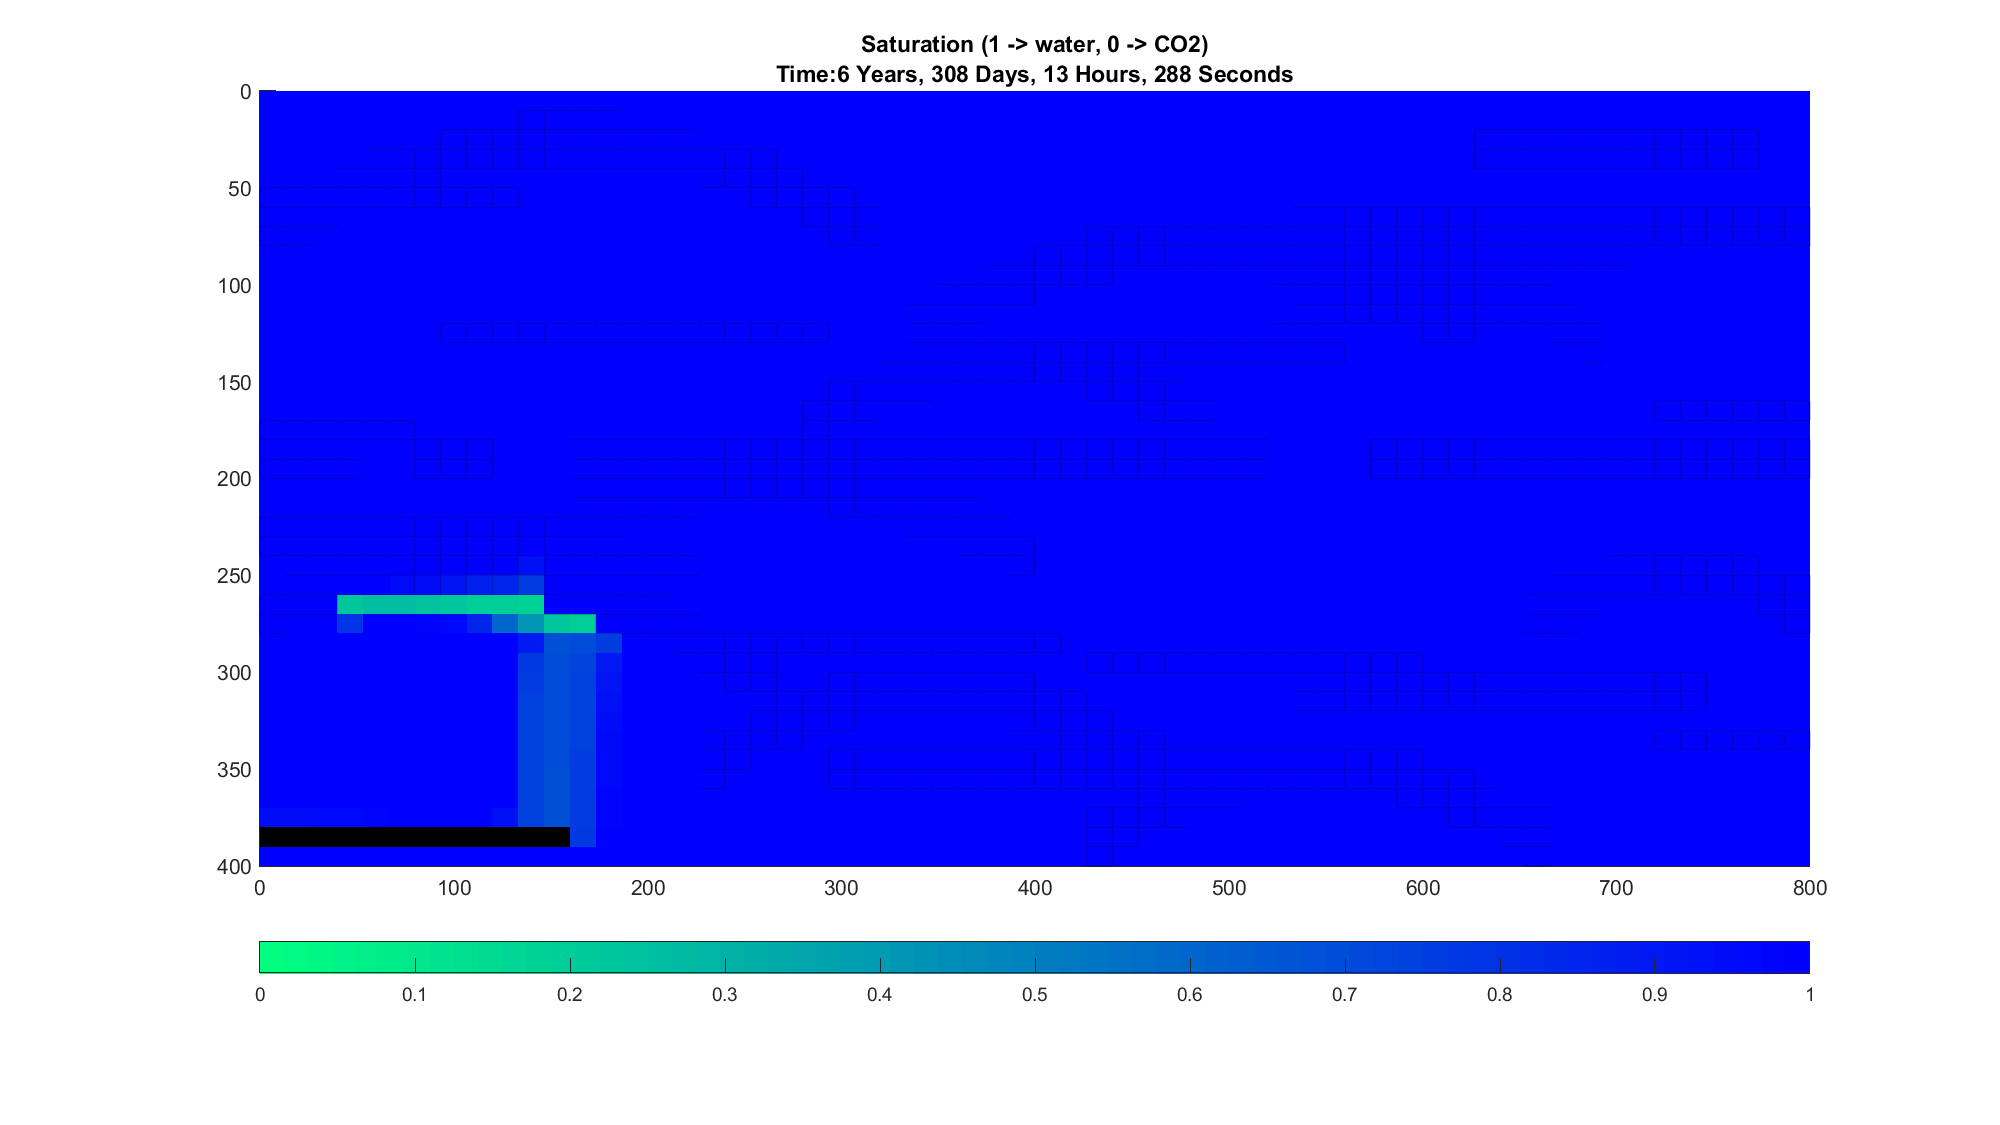 Saturation (1 -> water, 0 -> CO2)
Time:6 Years, 308 Days, 13 Hours, 288 Seconds
0
50
100
150
200
250
300
350
400
0 100 200 300 400 500 600 700 800
0 0.1 0.2 0.3 0.4 0.5 0.6 0.7 0.8 0.9 1